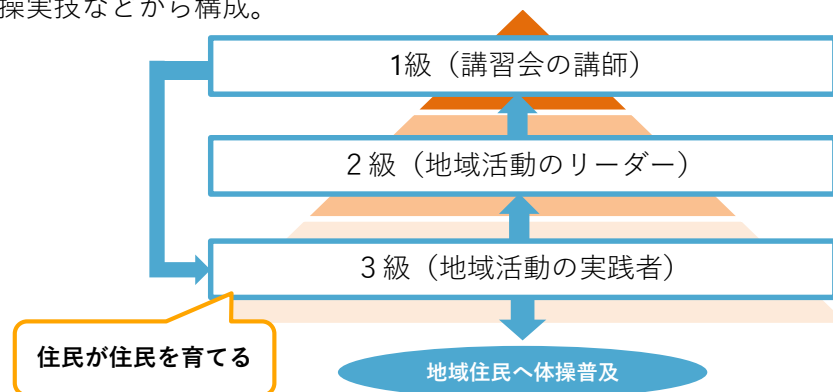 操実技などから構成。
1級（講習会の講師）
２級（地域活動のリーダー）
３級（地域活動の実践者）
住民が住民を育てる
地域住民へ体操普及